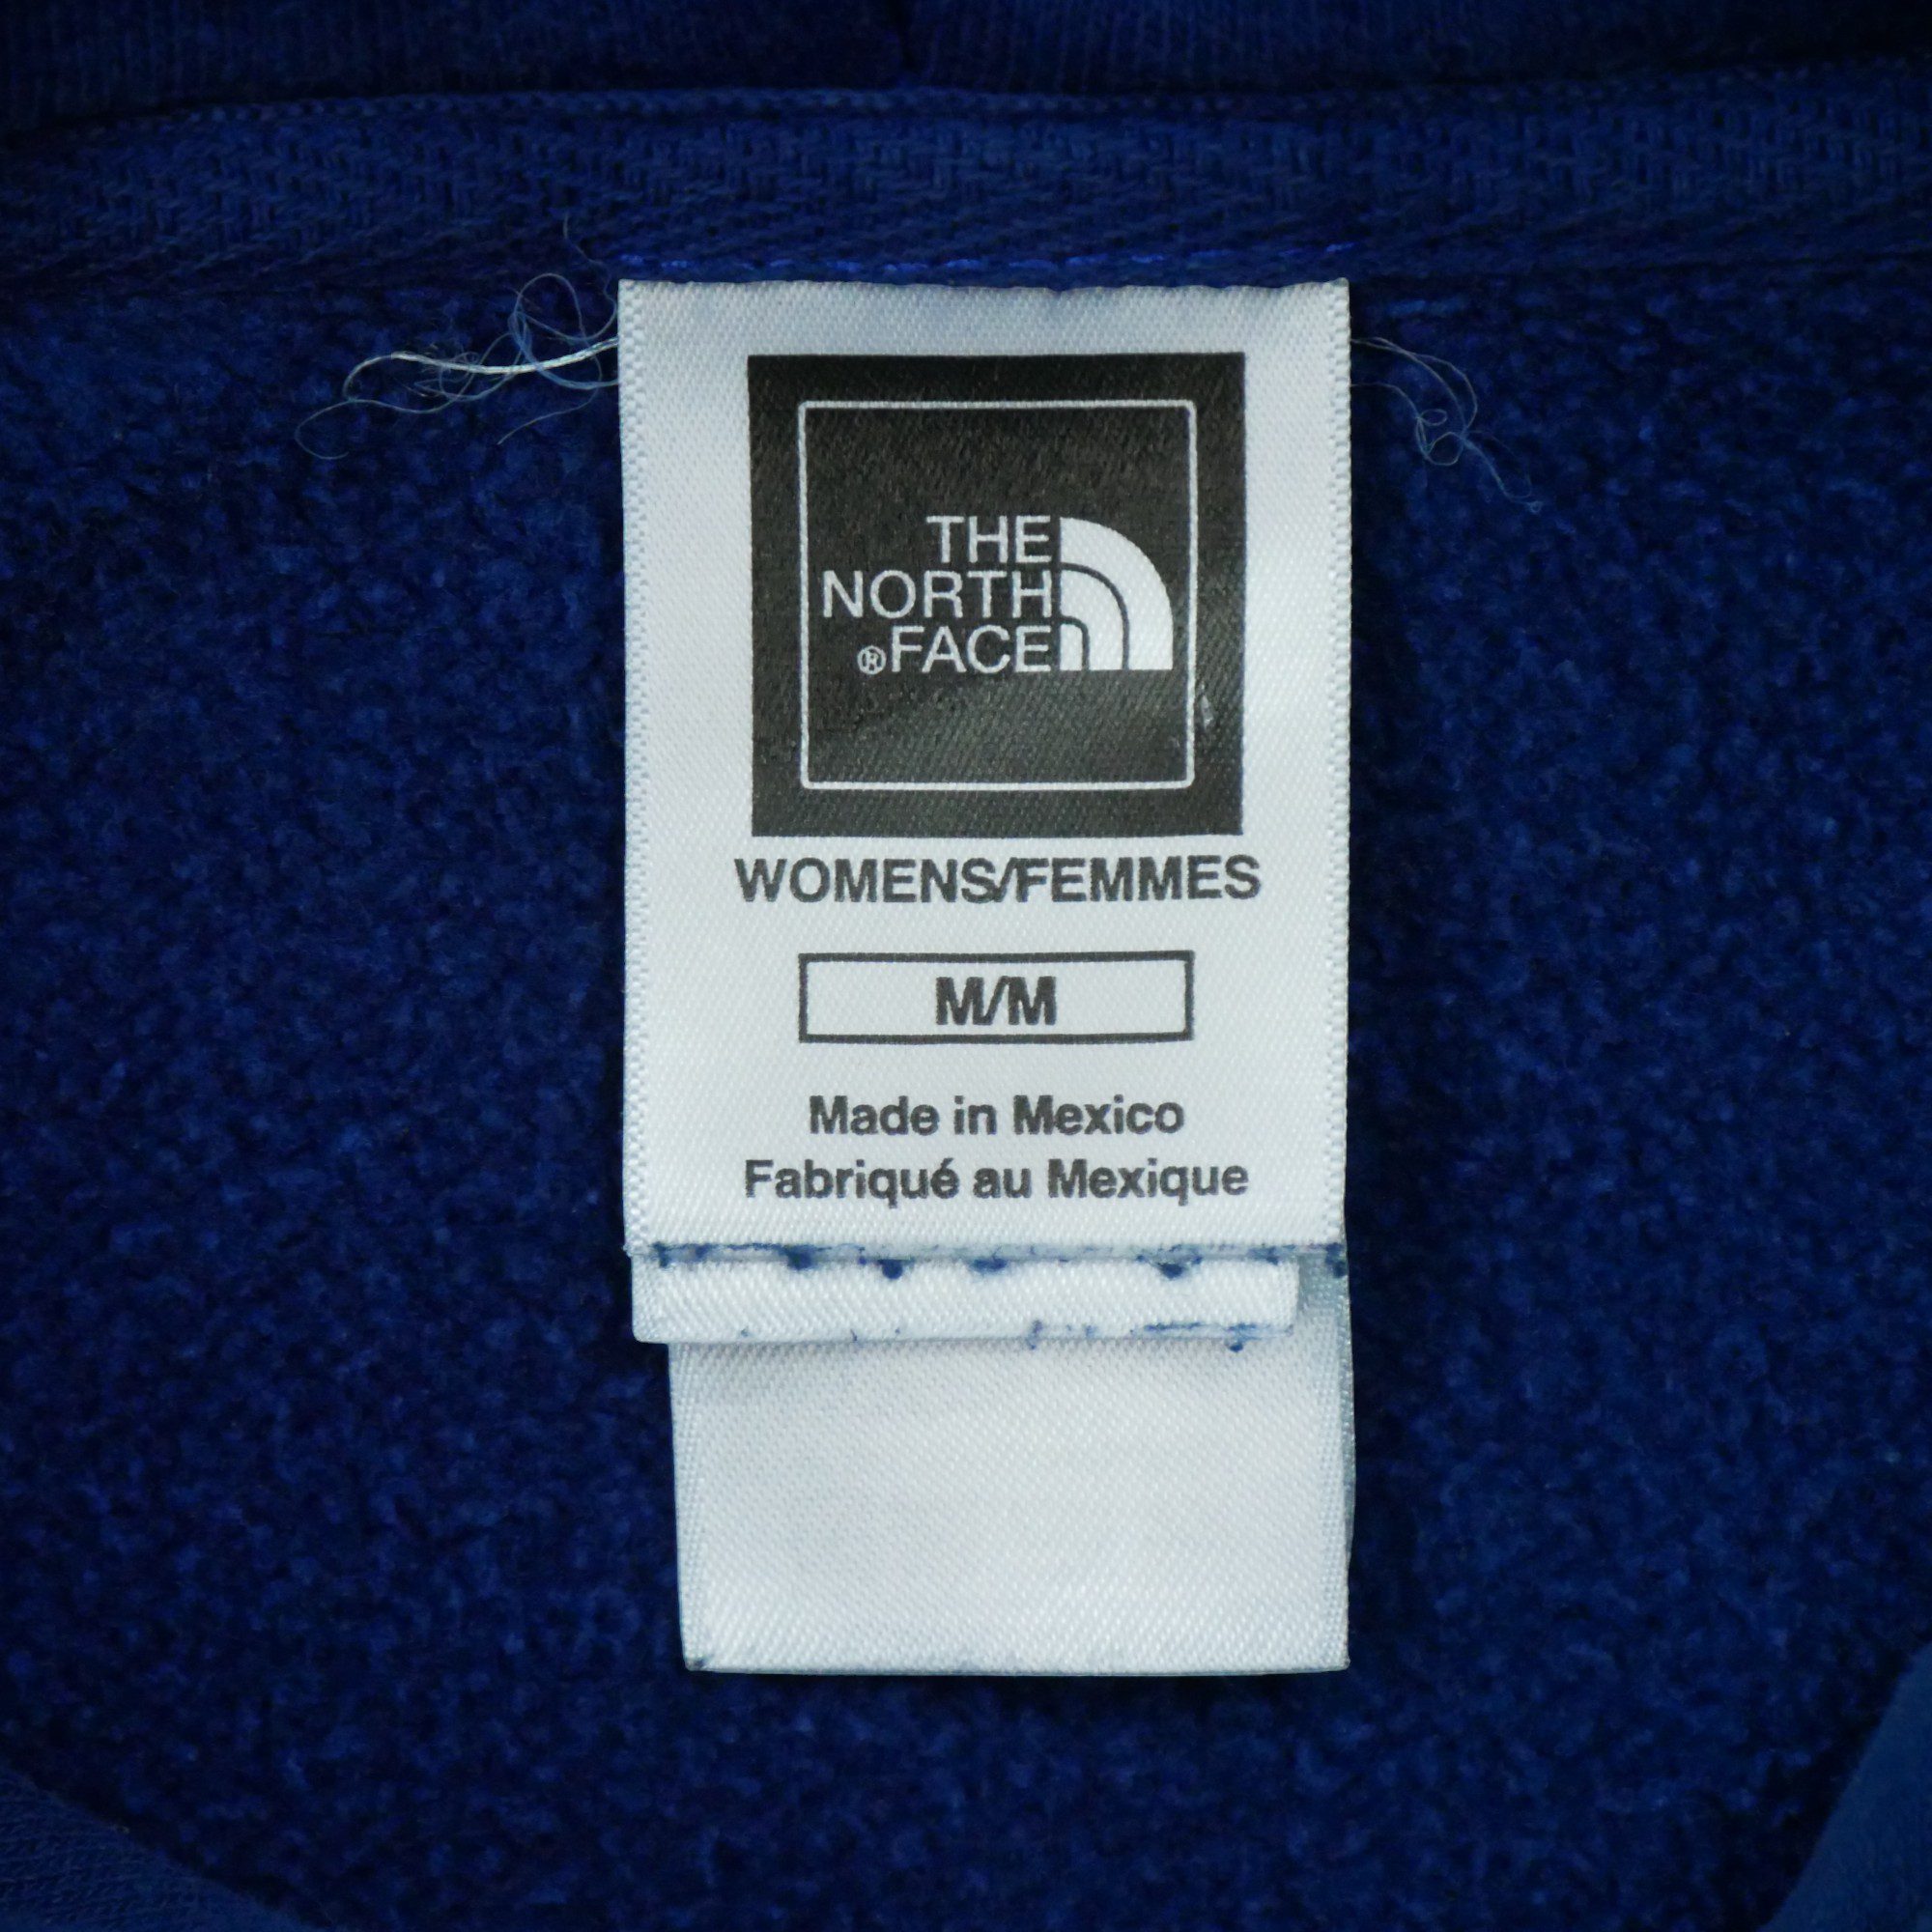 THE
NORTH
®FACE
WOMENS/FEMMES
M/M
Made in Mexico
Fabriqué au Mexique